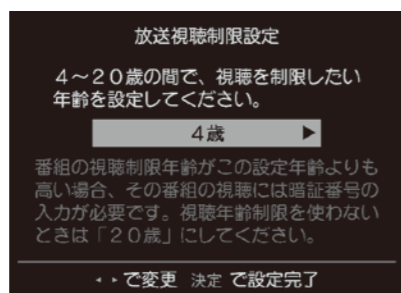 放送視聴制限設定
４～２０歳の間で、視聴を制限したい
年齢を設定してください。
４歳 ▶
番組の視聴制限年齢がこの設定年齢よりも
高い場合、その番組の視聴には暗証番号の
入力が必要です。視聴年齢制限を使わない
ときは「２０歳」にしてください。
◂ ▸ で変更 決定 で設定完了